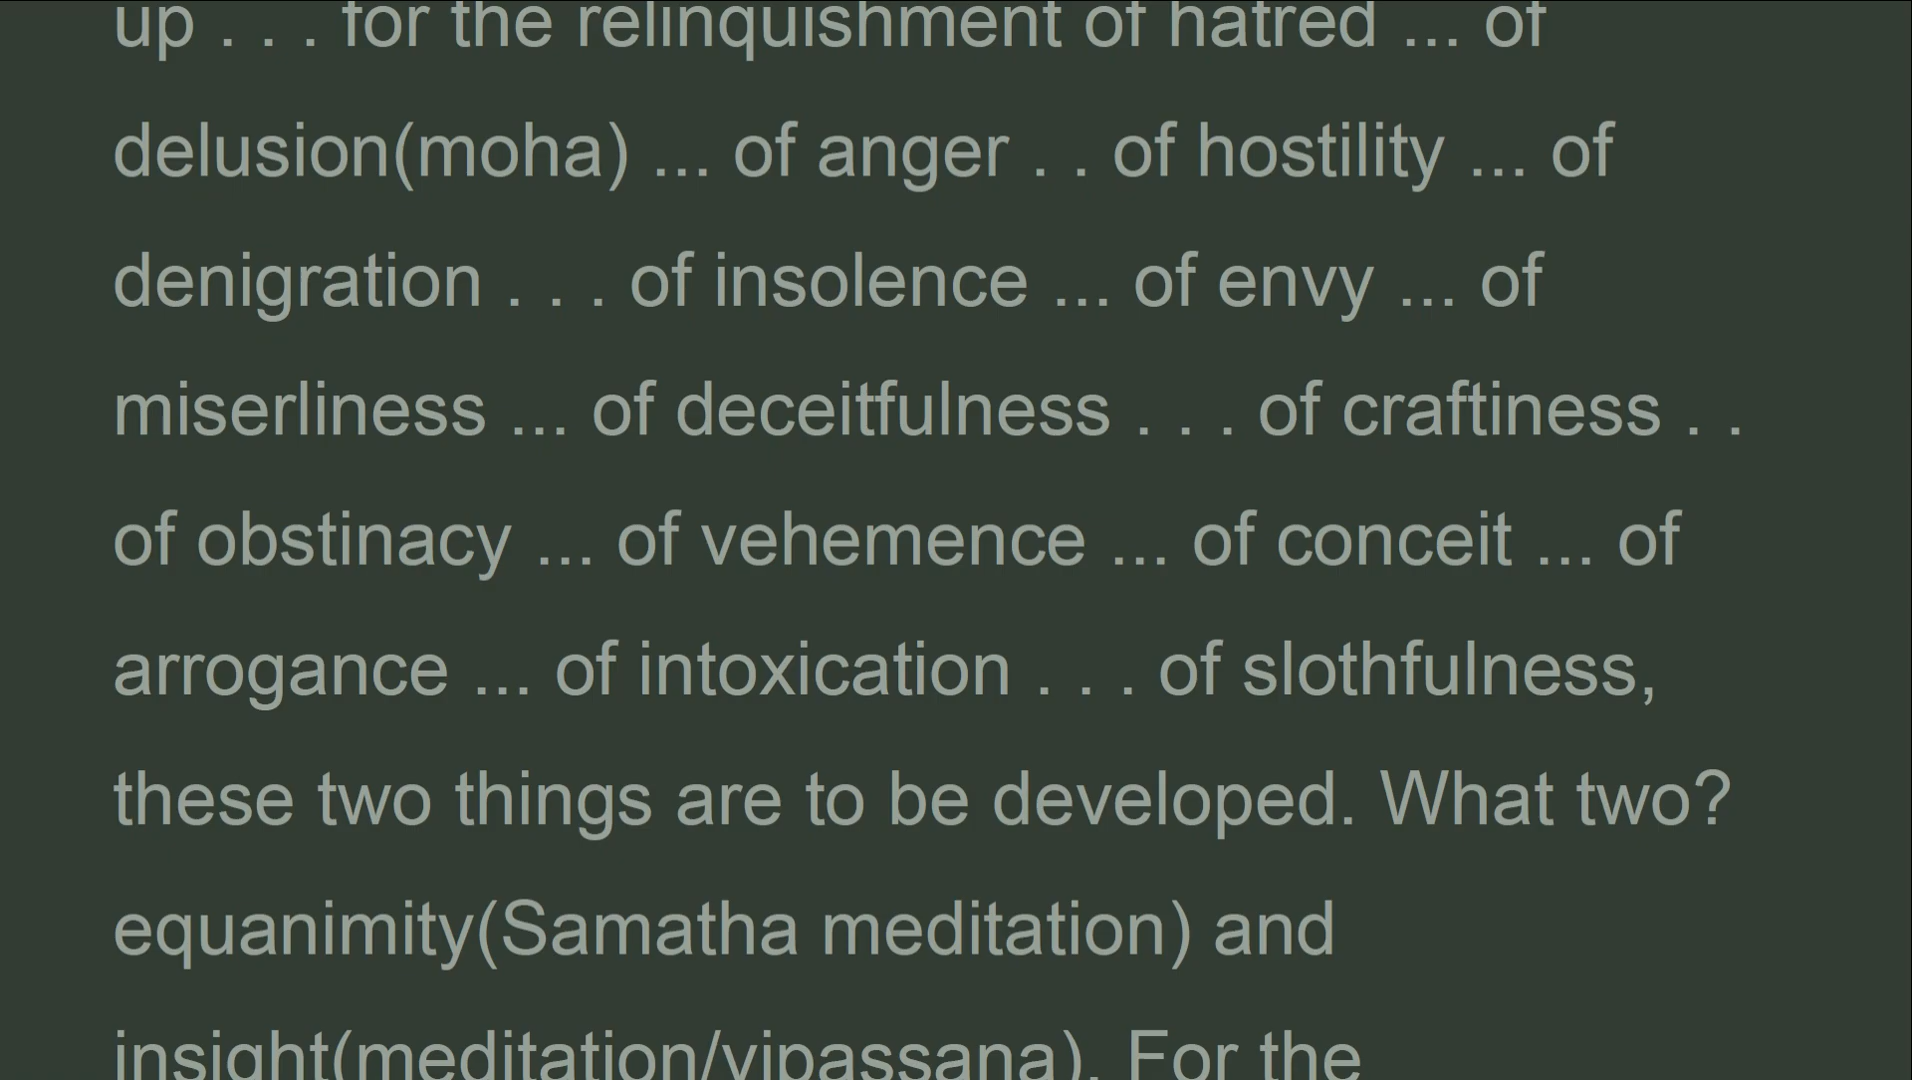 up . . . for the relinquishment of hatred ... of
delusion(moha) ... of anger . . of hostility ... of
denigration . . . of insolence ... of envy ... of
miserliness ... of deceitfulness . . . of craftiness . .
of obstinacy ... of vehemence ... of conceit ... of
arrogance ... of intoxication . . . of slothfulness,
these two things are to be developed. What two?
equanimity(Samatha meditation) and
insight(meditation/vipassana). For the